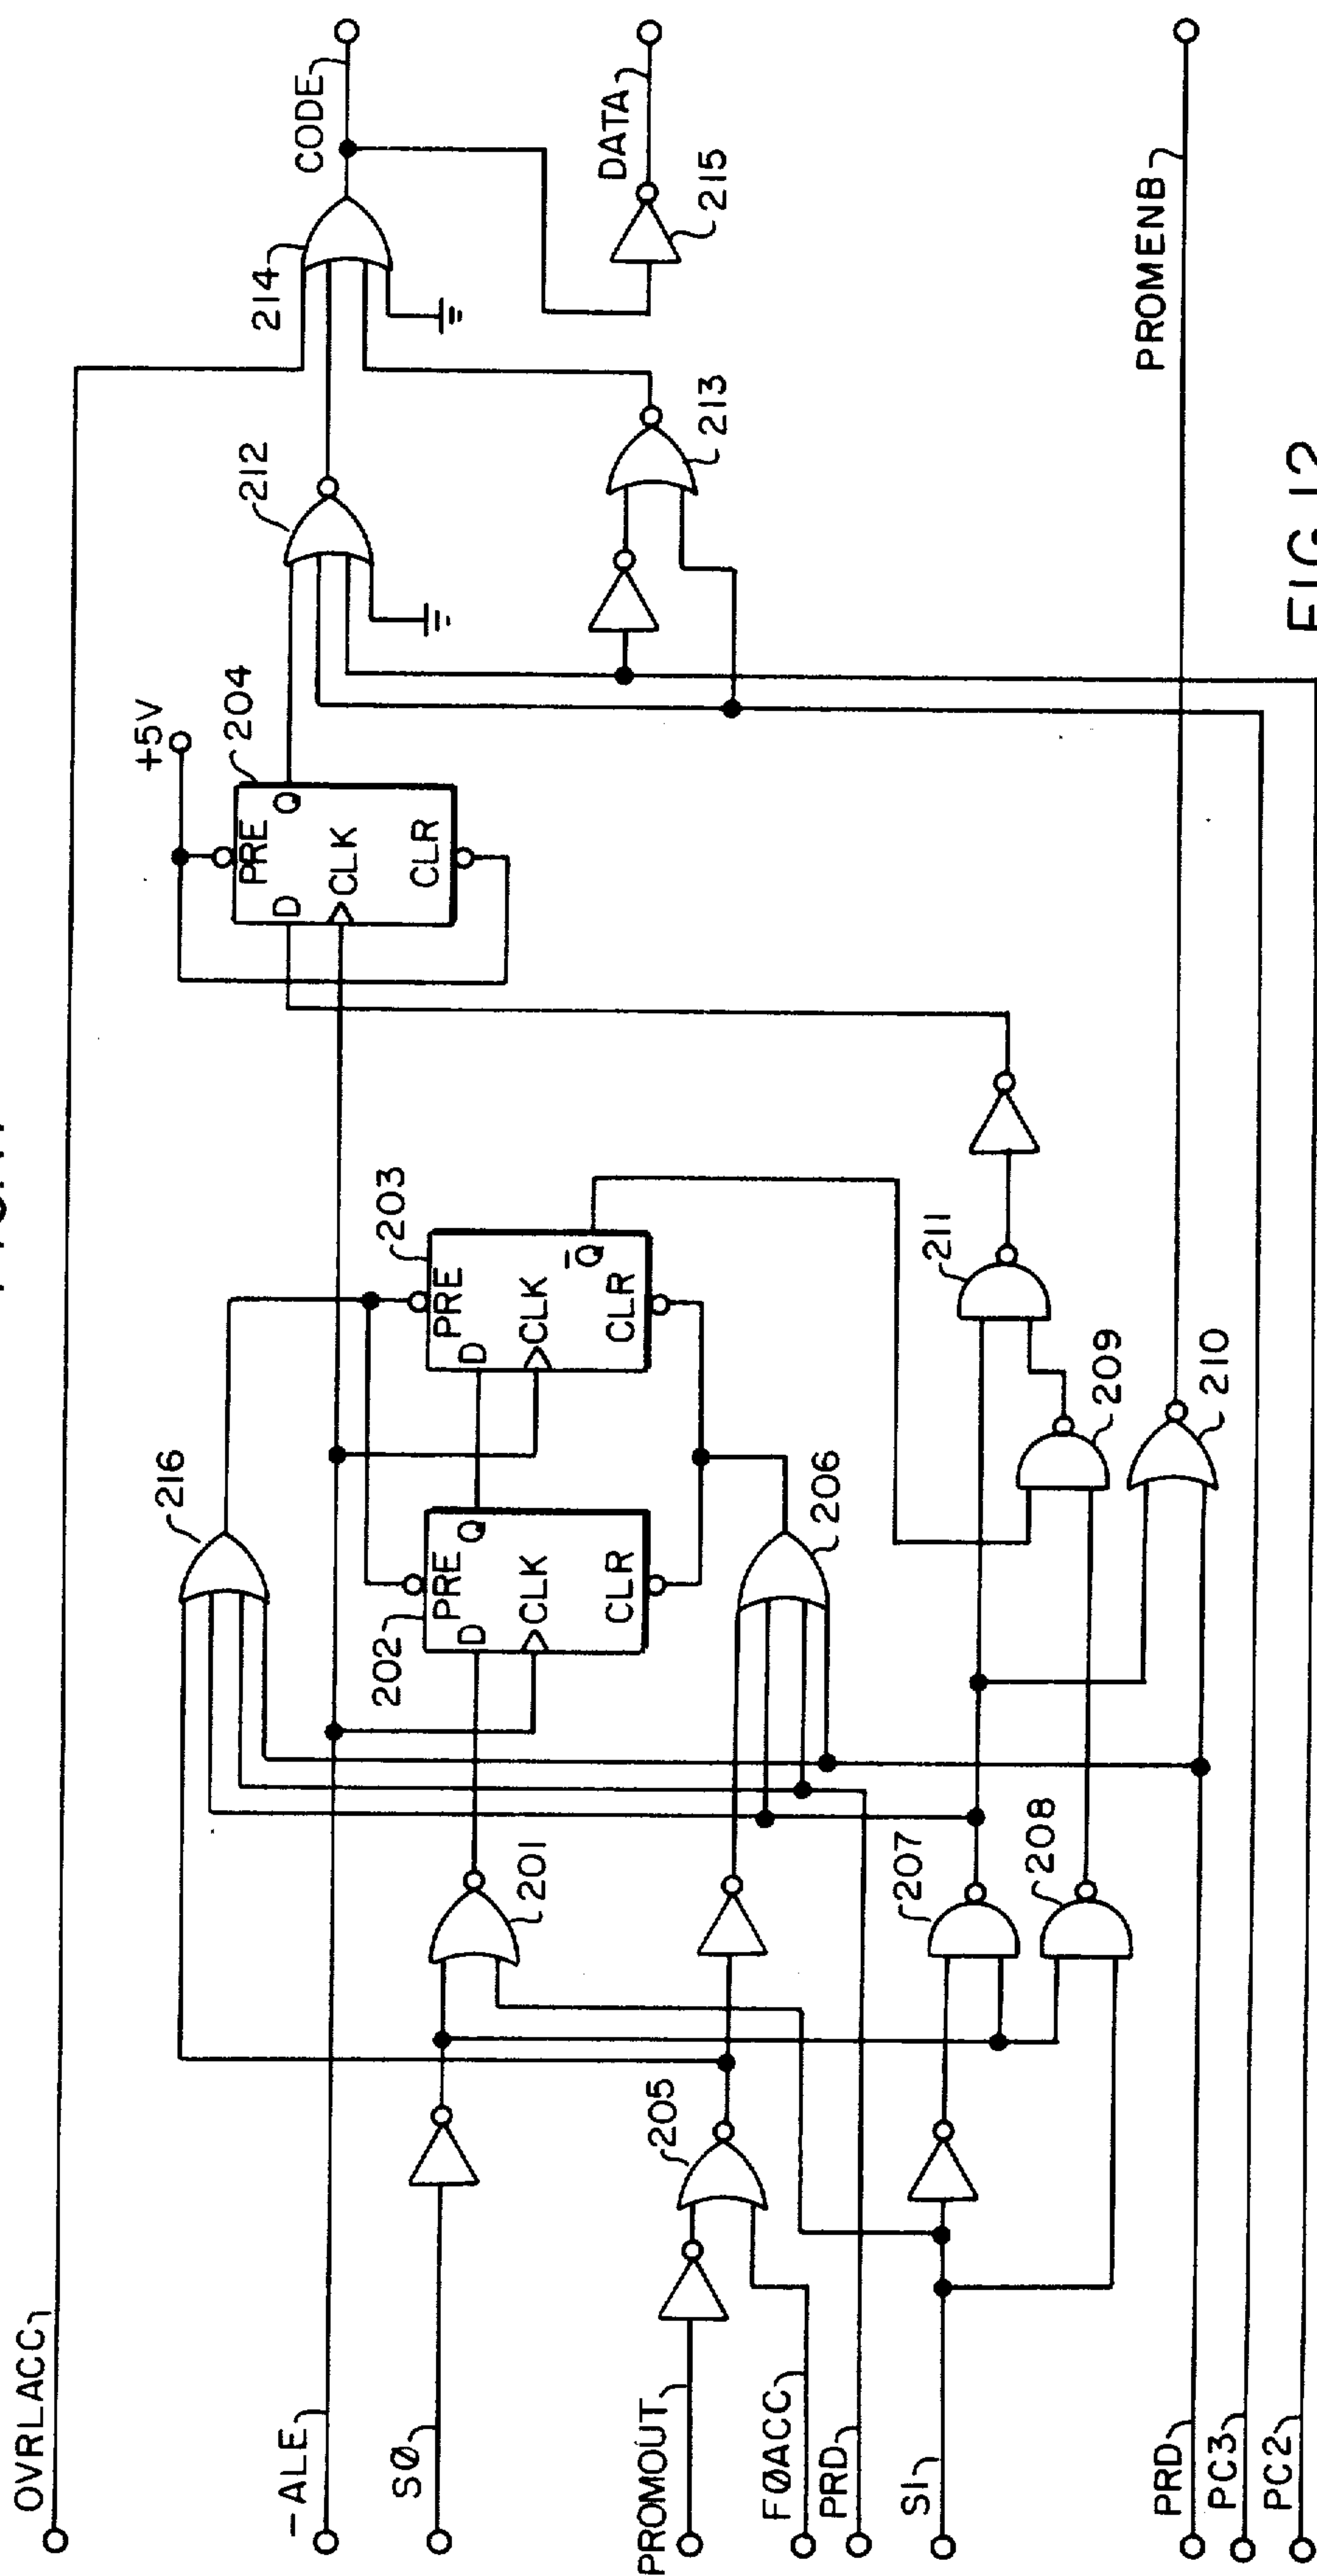 OVRLACC
-ALE
SØ
PROMOUT
FØACC
PRD
S1
PRD
PC3
PC2
201
205
207
208
216
202
PRE
D
Q
CLK
CLR
203
PRE
D
CLK
Q̅
CLR
206
211
209
210
+5V
204
PRE
D
Q
CLK
CLR
212
213
214
215
CODE
DATA
PROMENB
FIG.12